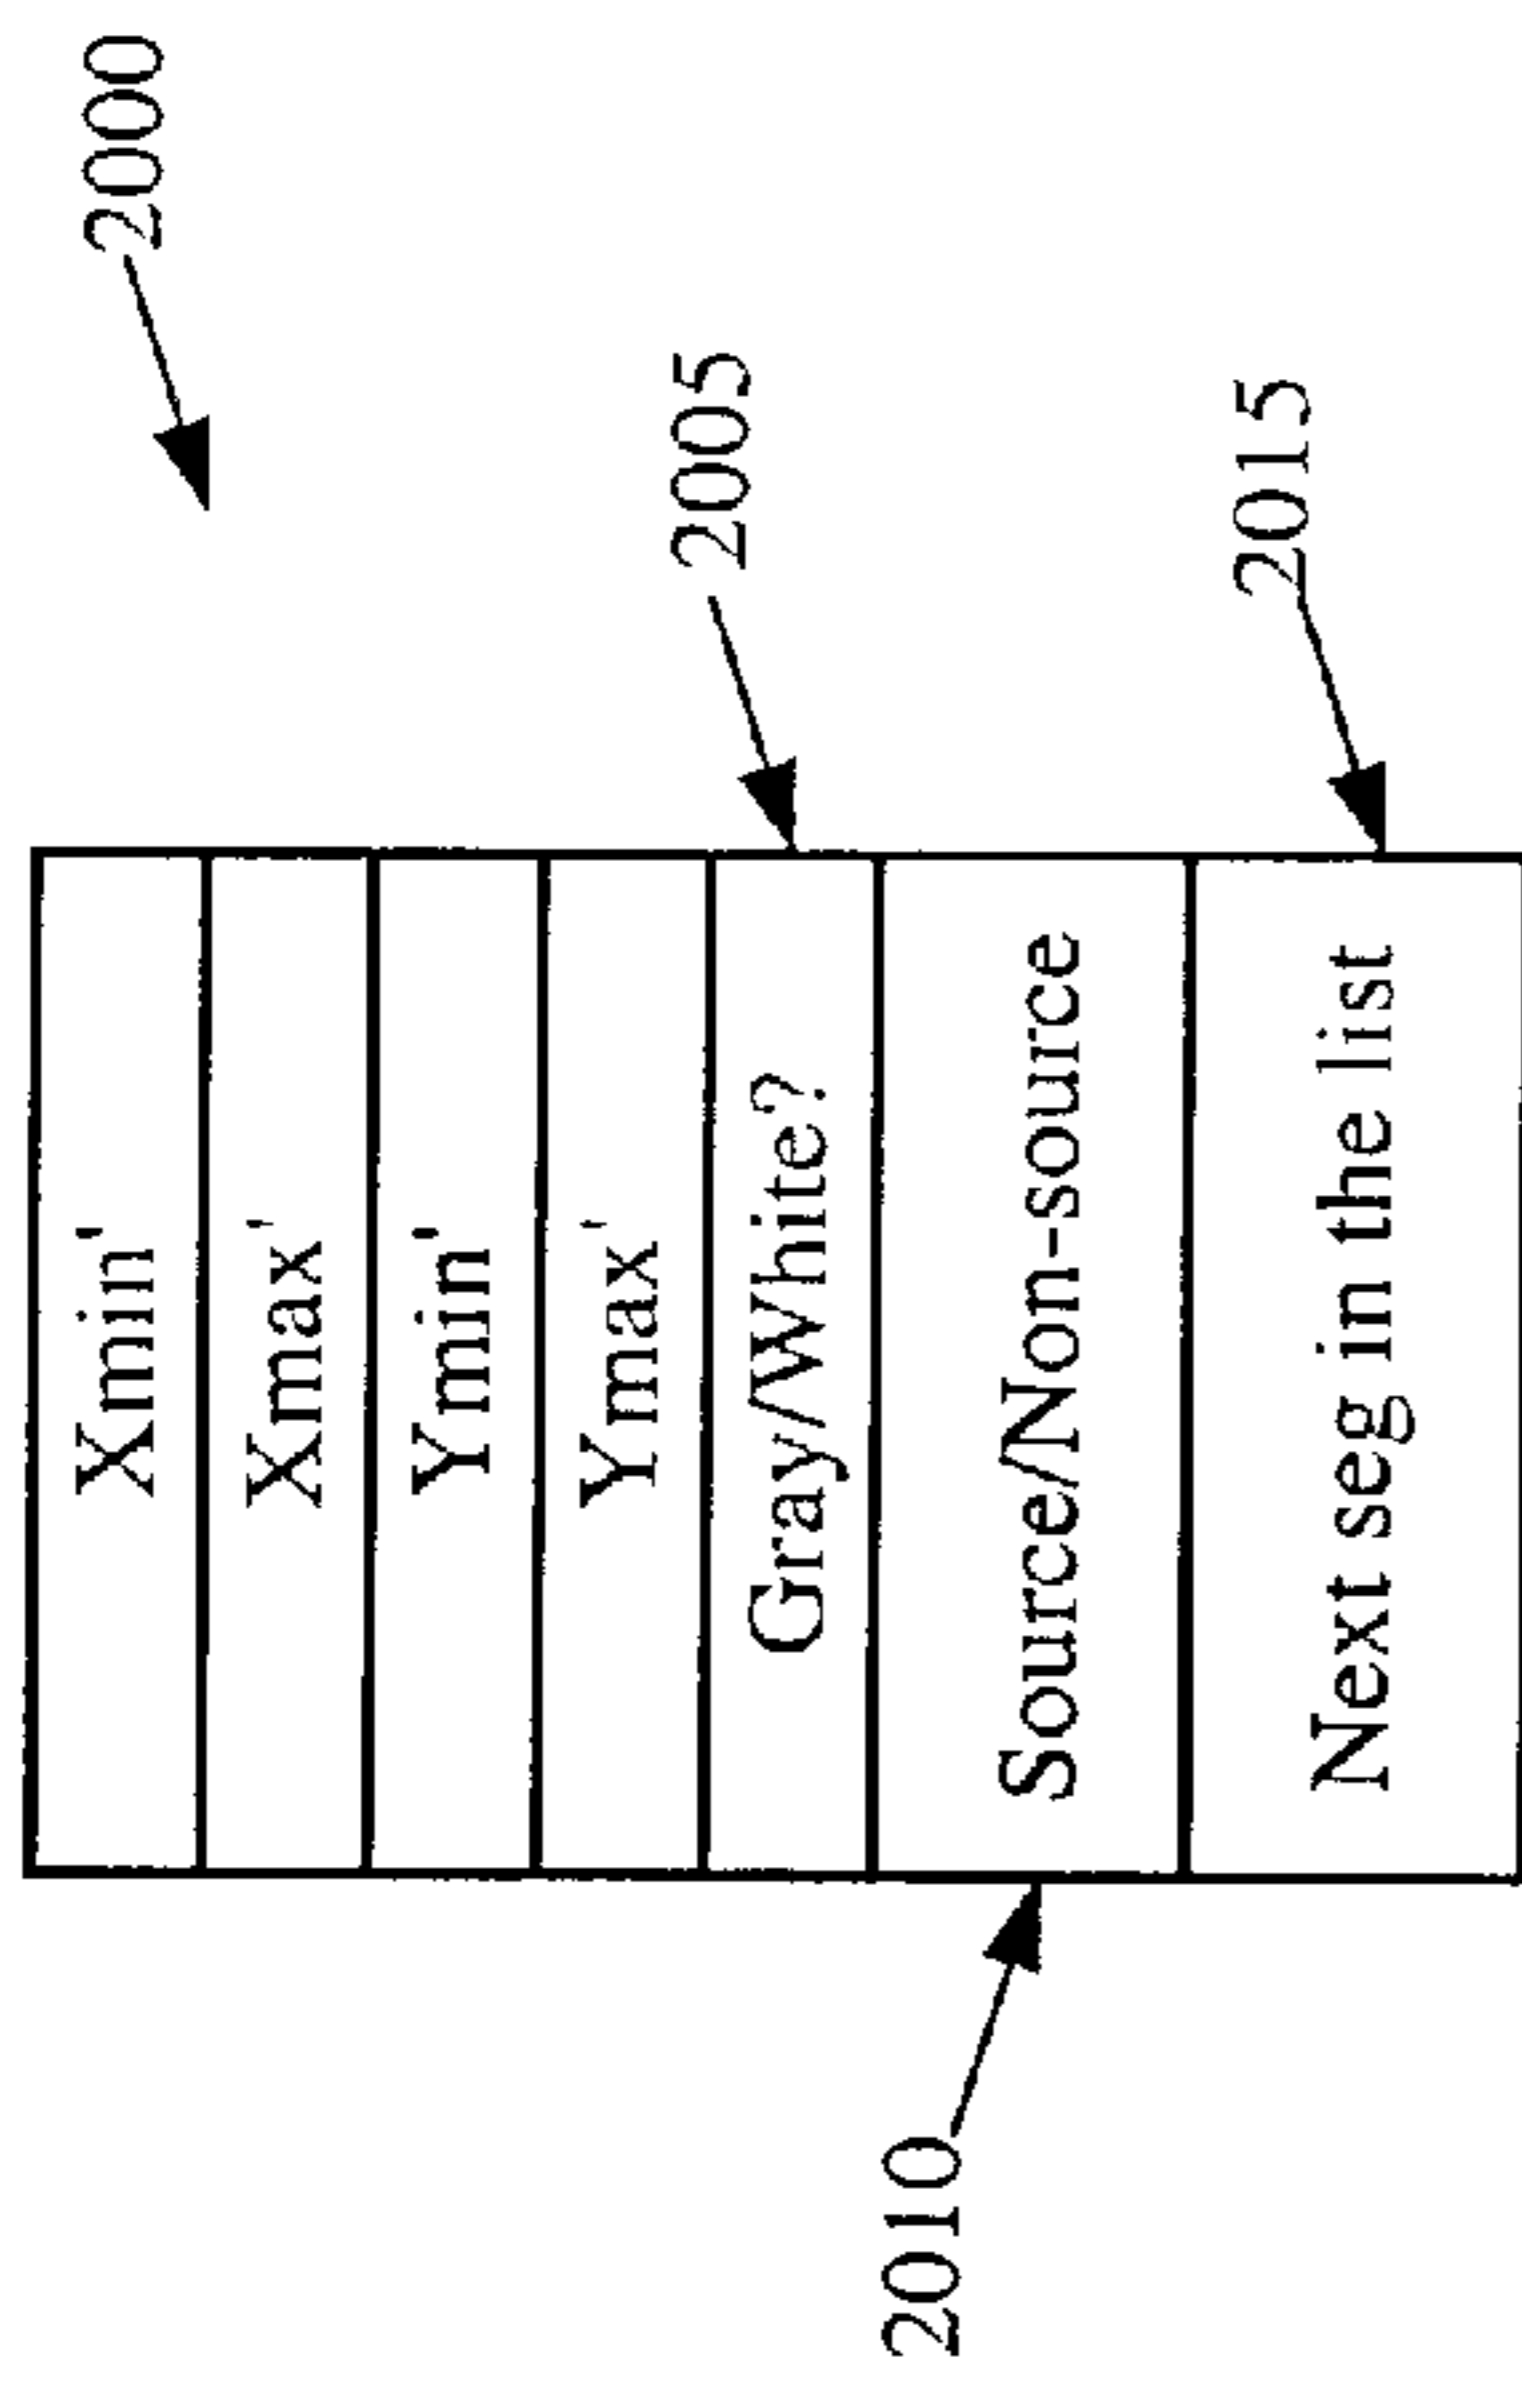 Xmin'
2000
Xmax'
Ymin'
Ymax'
2005
Gray/White?
2010
Source/Non-source
2015
Next seg in the list